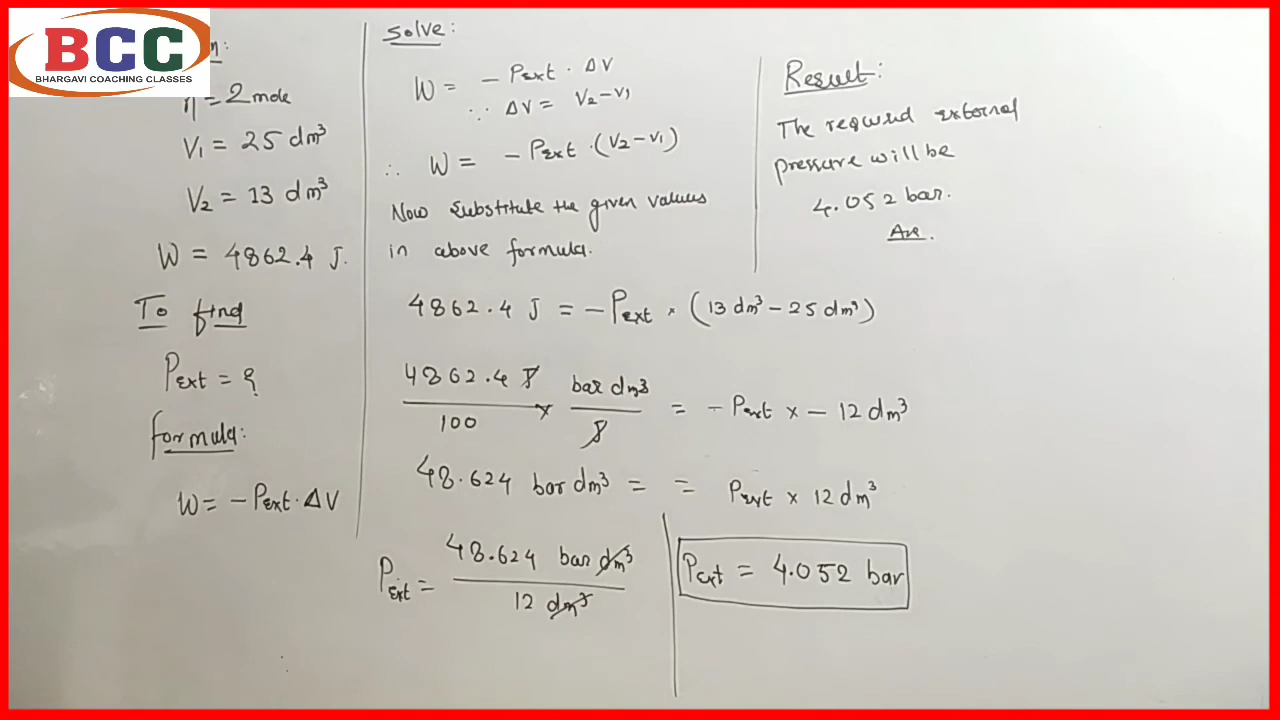 BCC
BHARGAVI COACHING CLASSES
n:
n = 2 mole
V₁ = 25 dm³
V₂ = 13 dm³
W = 4862.4 J.
To find
Pext = ?
formula:
W = – PExt · ΔV
Solve:
W = – PExt · ΔV
∵ ΔV = V₂ – V₁
∴ W = – PExt · (V₂ – V₁)
Now substitute the given values
in above formula.
4862.4 J = – PExt × (13 dm³ – 25 dm³)
4862.4 J / 100 × bar dm³ / J = – Pext × – 12 dm³
48.624 bar dm³ = = Pext × 12 dm³
PExt = 48.624 bar dm³ / 12 dm³
Pext = 4.052 bar
Result:
The required external
pressure will be
4.052 bar.
Ans.